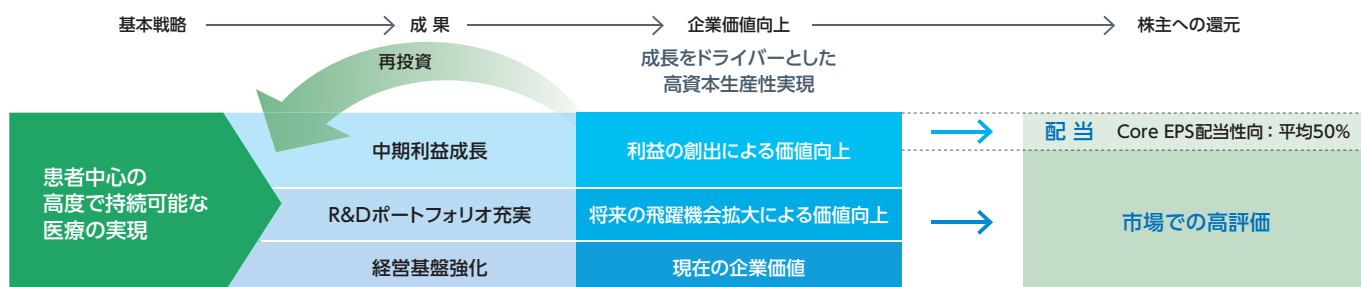 基本戦略
成 果
企業価値向上
株主への還元
再投資
成長をドライバーとした
高資本生産性実現
患者中心の
高度で持続可能な
医療の実現
中期利益成長
利益の創出による価値向上
配 当 Core EPS配当性向：平均50%
R&Dポートフォリオ充実
将来の飛躍機会拡大による価値向上
市場での高評価
経営基盤強化
現在の企業価値